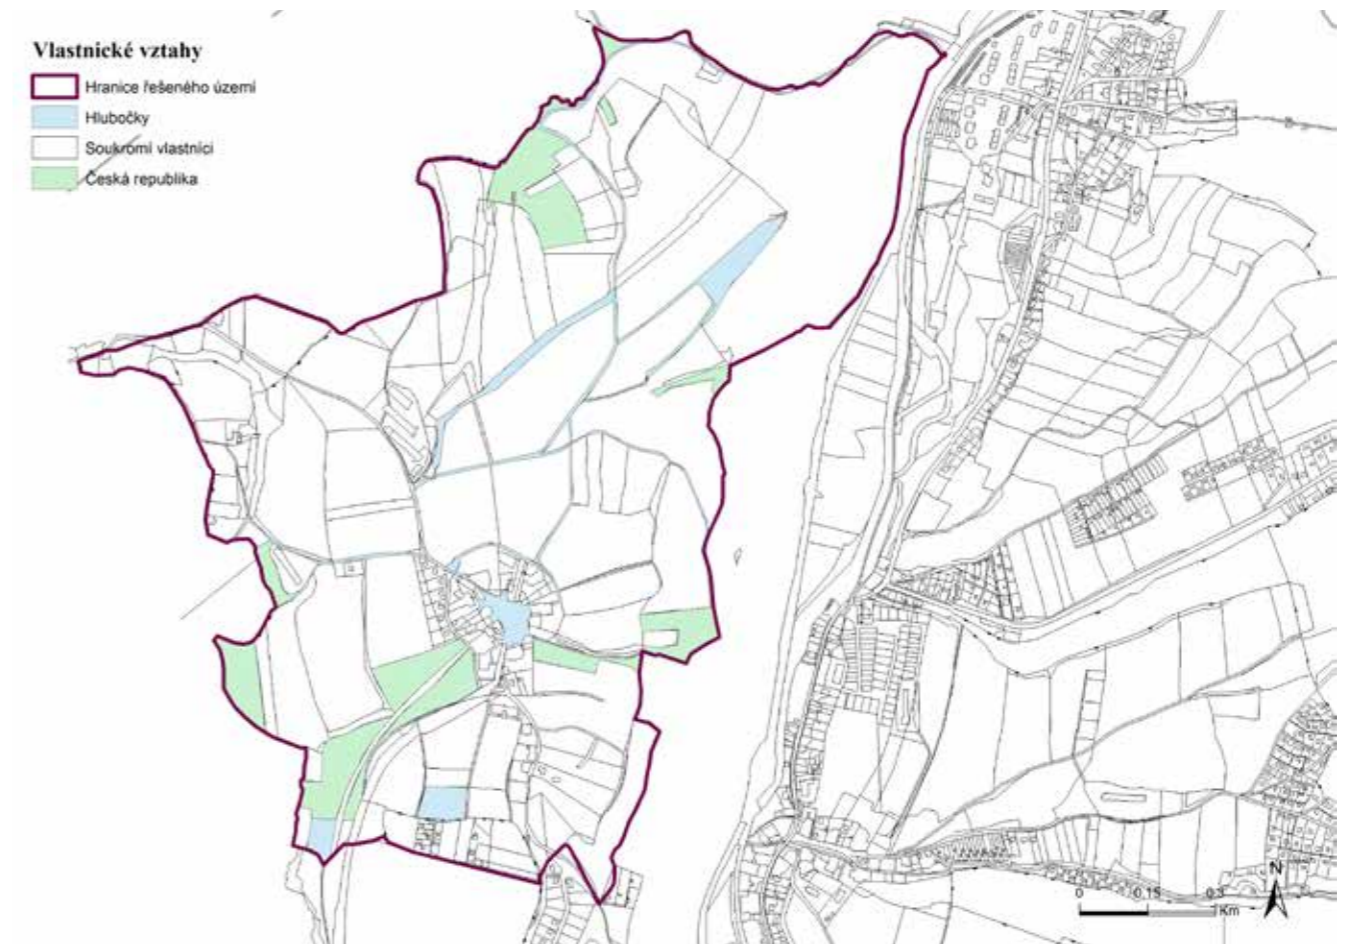 Vlastnické vztahy
Hranice řešeného území
Hlubočky
Soukromí vlastníci
Česká republika
N
0 0,15 0,3
Km